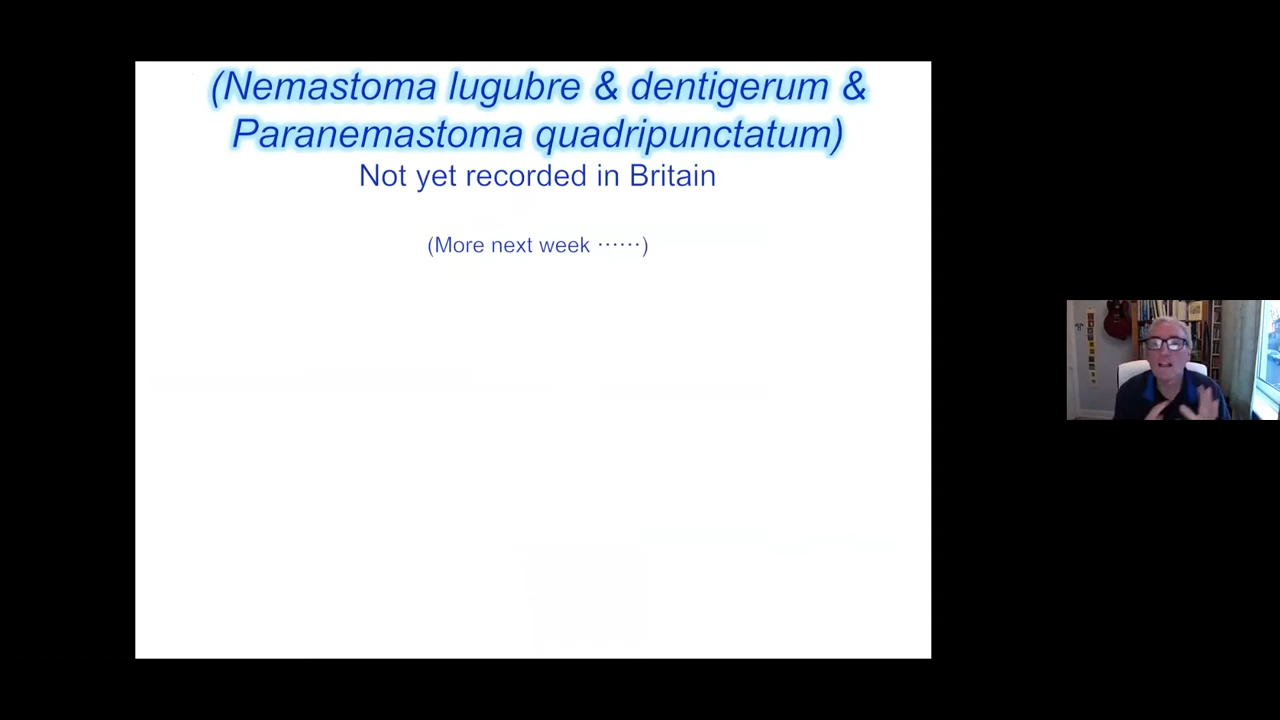 (Nemastoma lugubre & dentigerum &
Paranemastoma quadripunctatum)
Not yet recorded in Britain
(More next week ······)